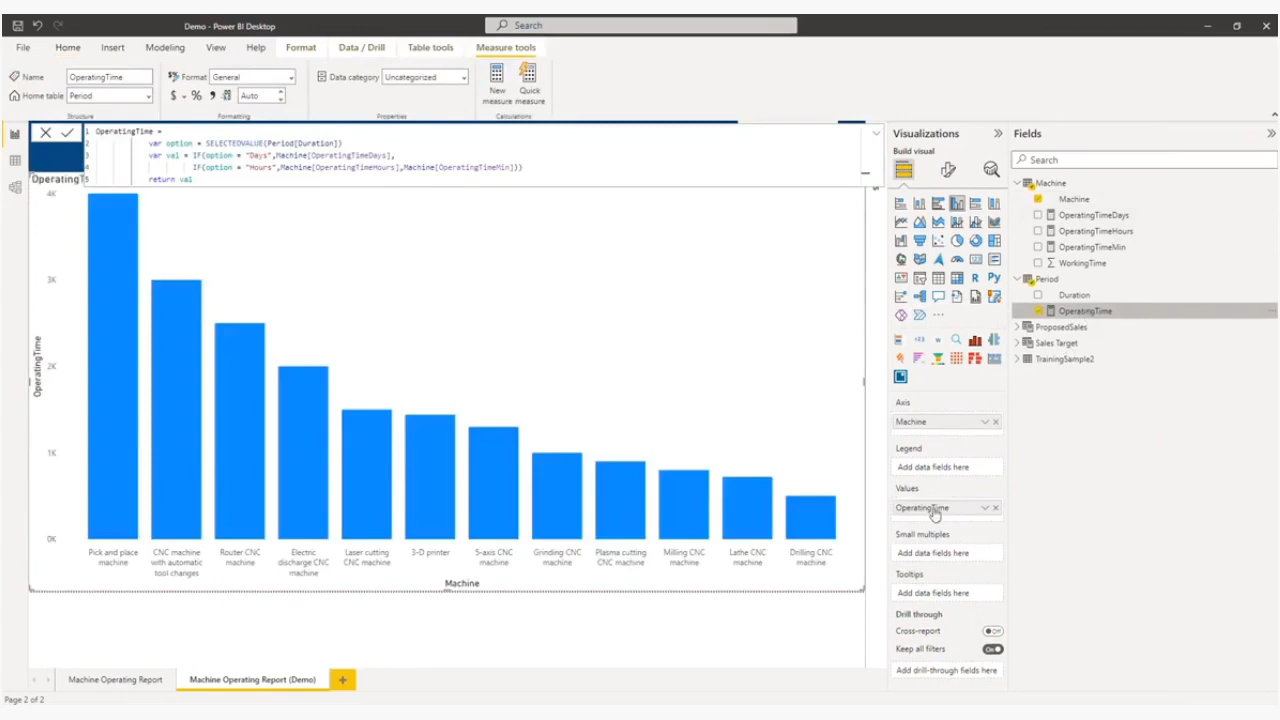 Demo - Power BI Desktop
Search
File Home Insert Modeling View Help Format Data / Drill Table tools Measure tools
Name OperatingTime
Format General
Data category Uncategorized
New measure
Quick measure
Home table Period
$ % Auto
Structure Formatting Properties Calculations
1 OperatingTime =
2 var option = SELECTEDVALUE(Period[Duration])
3 var val = IF(option = "Days",Machine[OperatingTimeDays],
4 IF(option = "Hours",Machine[OperatingTimeHours],Machine[OperatingTimeMin]))
5 return val
OperatingT
4K
3K
2K
1K
0K
OperatingTime
Pick and place machine
CNC machine with automatic tool changes
Router CNC machine
Electric discharge CNC machine
Laser cutting CNC machine
3-D printer
5-axis CNC machine
Grinding CNC machine
Plasma cutting CNC machine
Milling CNC machine
Lathe CNC machine
Drilling CNC machine
Machine
Visualizations
Build visual
R Py
Axis
Machine
Legend
Add data fields here
Values
OperatingTime
Small multiples
Add data fields here
Tooltips
Add data fields here
Drill through
Cross-report Off
Keep all filters On
Add drill-through fields here
Fields
Search
Machine
Machine
OperatingTimeDays
OperatingTimeHours
OperatingTimeMin
WorkingTime
Period
Duration
OperatingTime
ProposedSales
Sales Target
TrainingSample2
Machine Operating Report
Machine Operating Report (Demo)
Page 2 of 2